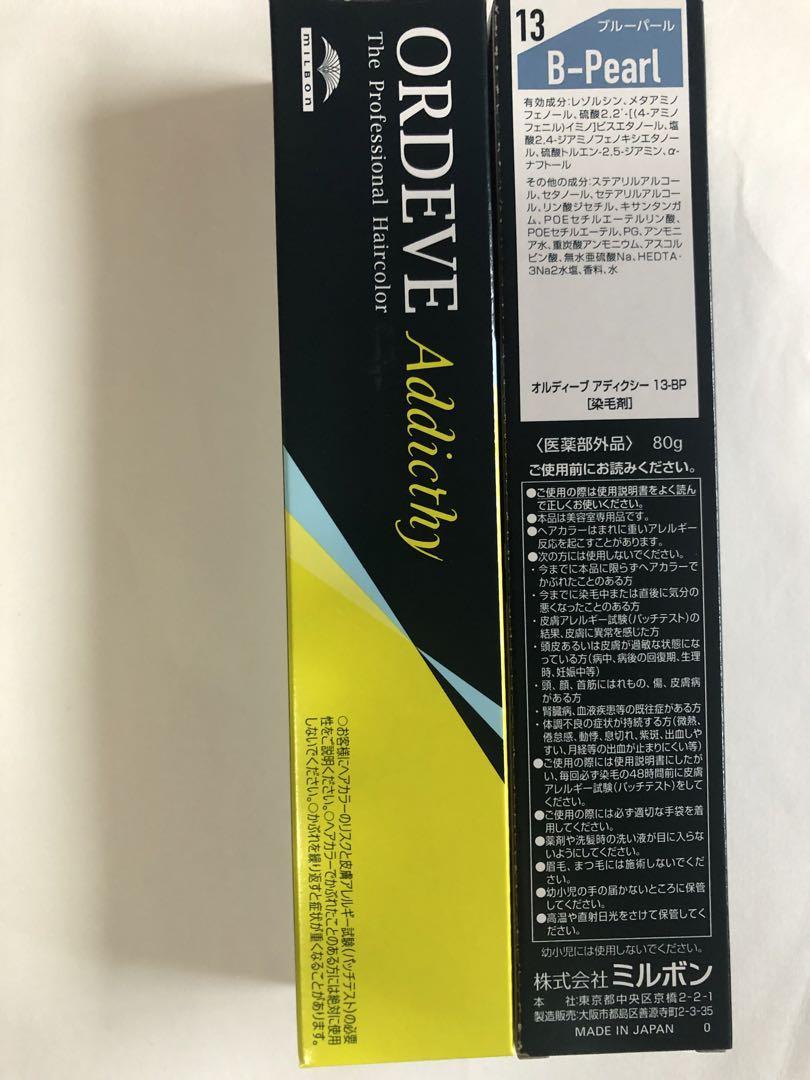 MILBON
ORDEVE Addicthy
The Professional Haircolor
○お客様にヘアカラーのリスクと皮膚アレルギー試験(パッチテスト)の必要
性をご説明ください。○ヘアカラーでかぶれたことのある方には絶対に使用
しないでください。○かぶれを繰り返すと症状が重くなることがあります。
13
ブルーパール
B-Pearl
有効成分:レゾルシン、メタアミノ
フェノール、硫酸2.2'-[(4-アミノ
フェニル)イミノ]ビスエタノール、塩
酸2,4-ジアミノフェノキシエタノー
ル、硫酸トルエン-2,5-ジアミン、α-
ナフトール
その他の成分:ステアリルアルコー
ル、セタノール、セテアリルアルコー
ル、リン酸ジセチル、キサンタンガ
ム、POEセチルエーテルリン酸、
POEセチルエーテル、PG、アンモニ
ア水、重炭酸アンモニウム、アスコル
ビン酸、無水亜硫酸Na、HEDTA・
3Na2水塩、香料、水
オルディーブ アディクシー 13-BP
[染毛剤]
〈医薬部外品〉 80g
ご使用前にお読みください。
●ご使用の際は使用説明書をよく読ん
で正しくお使いください。
●本品は美容室専用品です。
●ヘアカラーはまれに重いアレルギー
反応を起こすことがあります。
●次の方には使用しないでください。
・今までに本品に限らずヘアカラーで
かぶれたことのある方
・今までに染毛中または直後に気分の
悪くなったことのある方
・皮膚アレルギー試験(パッチテスト)の
結果、皮膚に異常を感じた方
・頭皮あるいは皮膚が過敏な状態にな
っている方(病中、病後の回復期、生理
時、妊娠中等)
・頭、顔、首筋にはれもの、傷、皮膚病
がある方
・腎臓病、血液疾患等の既往症がある方
・体調不良の症状が持続する方(微熱、
倦怠感、動悸、息切れ、紫斑、出血しや
すい、月経等の出血が止まりにくい等)
●ご使用の際には使用説明書にしたが
い、毎回必ず染毛の48時間前に皮膚
アレルギー試験(パッチテスト)をして
ください。
●ご使用の際には必ず適切な手袋を着
用してください。
●薬剤や洗髪時の洗い液が目に入らな
いようにしてください。
●眉毛、まつ毛には施術しないでくだ
さい。
●幼小児の手の届かないところに保管
してください。
●高温や直射日光をさけて保管してく
ださい。
幼小児には使用しないでください。
株式会社 ミルボン
本 社:東京都中央区京橋2-2-1
製造販売:大阪市都島区善源寺町2-3-35
MADE IN JAPAN 0